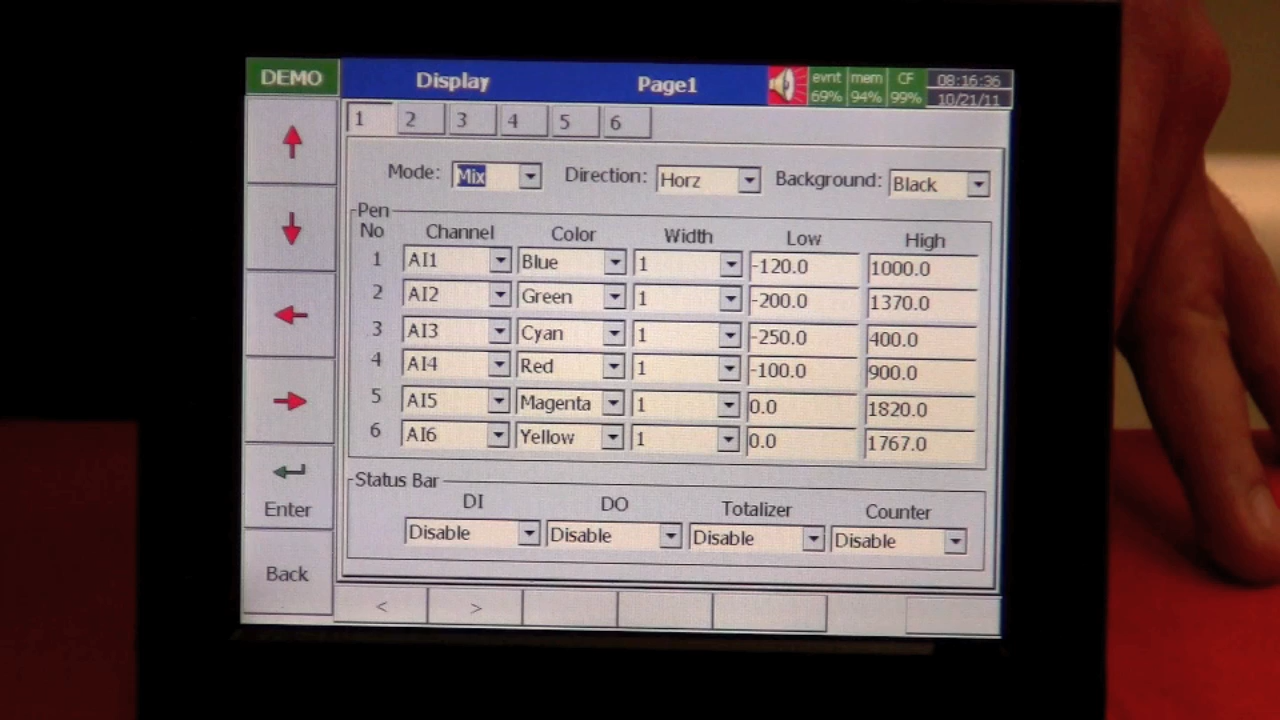 DEMO Display Page1 evnt mem CF 08:16:36
69% 94% 99% 10/21/11
1 2 3 4 5 6
Mode: Mix Direction: Horz Background: Black
Pen
No Channel Color Width Low High
1 AI1 Blue 1 -120.0 1000.0
2 AI2 Green 1 -200.0 1370.0
3 AI3 Cyan 1 -250.0 400.0
4 AI4 Red 1 -100.0 900.0
5 AI5 Magenta 1 0.0 1820.0
6 AI6 Yellow 1 0.0 1767.0
Status Bar
DI DO Totalizer Counter
Disable Disable Disable Disable
Enter
Back
< >